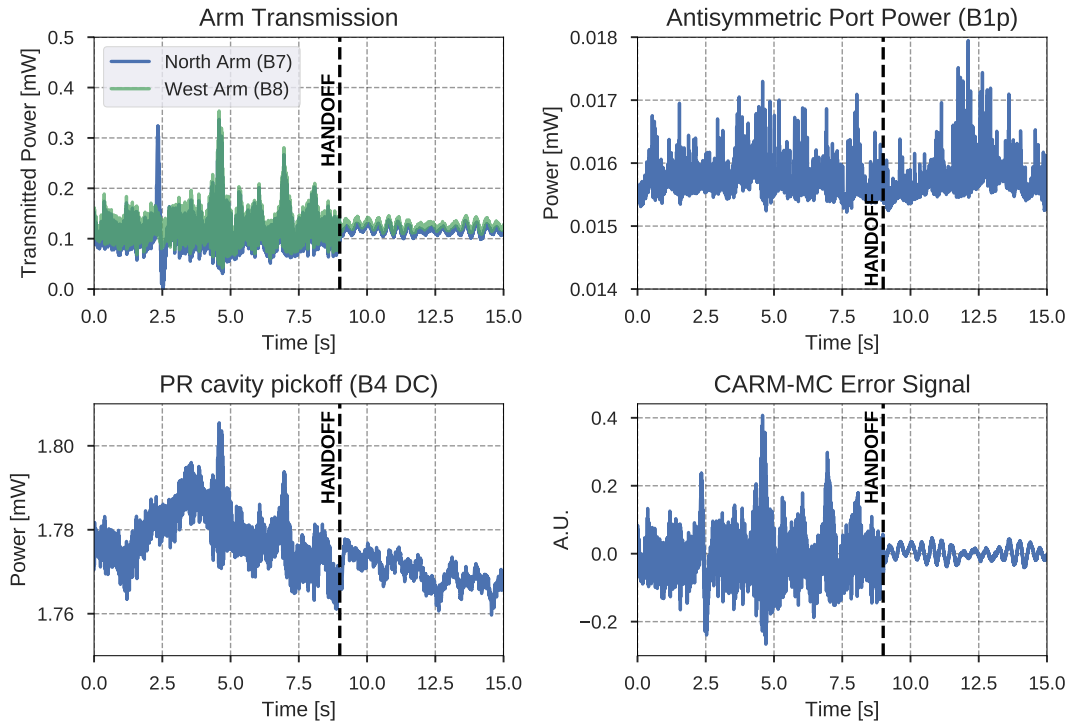 Arm Transmission
Transmitted Power [mW]
0.5
0.4
0.3
0.2
0.1
0.0
North Arm (B7)
West Arm (B8)
HANDOFF
0.0 2.5 5.0 7.5 10.0 12.5 15.0
Time [s]
Antisymmetric Port Power (B1p)
Power [mW]
0.018
0.017
0.016
0.015
0.014
HANDOFF
0.0 2.5 5.0 7.5 10.0 12.5 15.0
Time [s]
PR cavity pickoff (B4 DC)
Power [mW]
1.80
1.78
1.76
HANDOFF
0.0 2.5 5.0 7.5 10.0 12.5 15.0
Time [s]
CARM-MC Error Signal
A.U.
0.4
0.2
0.0
−0.2
HANDOFF
0.0 2.5 5.0 7.5 10.0 12.5 15.0
Time [s]